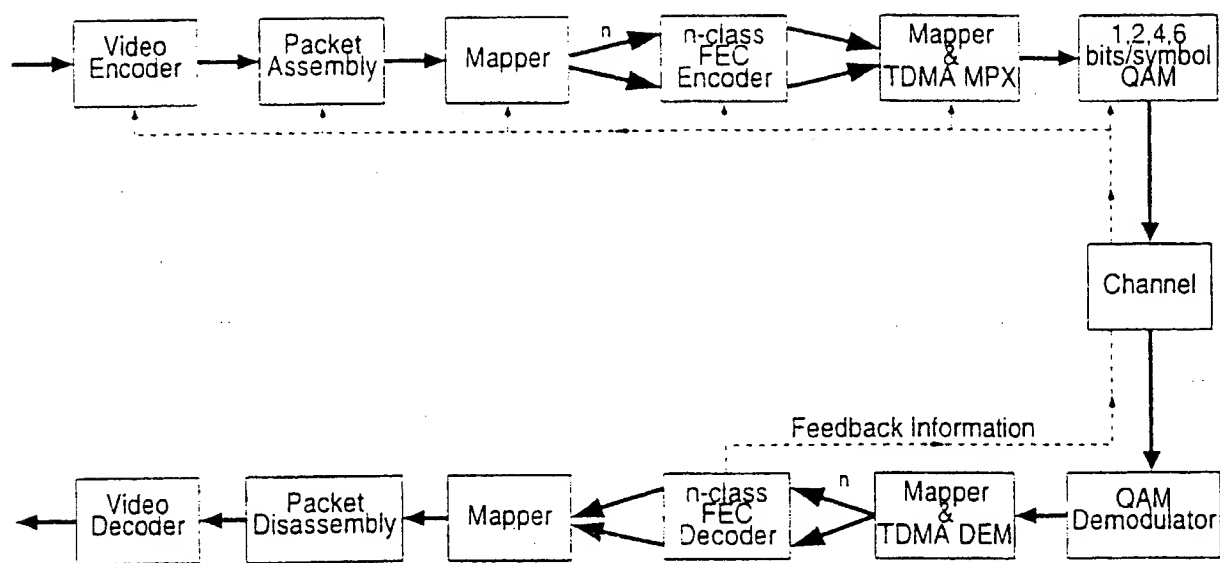 Video
Encoder
Packet
Assembly
Mapper
n
n-class
FEC
Encoder
Mapper
&
TDMA MPX
1,2,4,6
bits/symbol
QAM
Channel
Feedback Information
Video
Decoder
Packet
Disassembly
Mapper
n-class
FEC
Decoder
n
Mapper
&
TDMA DEM
QAM
Demodulator